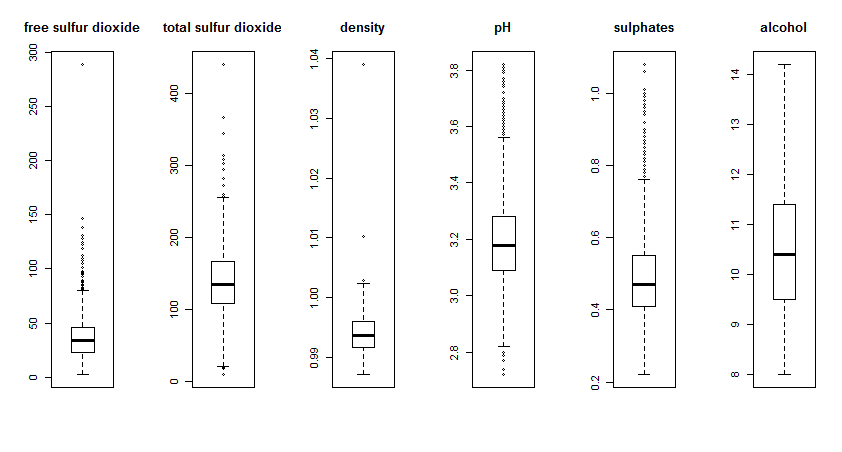 free sulfur dioxide
total sulfur dioxide
density
pH
sulphates
alcohol
0 50 100 150 200 250 300
0 100 200 300 400
0.99 1.00 1.01 1.02 1.03 1.04
2.8 3.0 3.2 3.4 3.6 3.8
0.2 0.4 0.6 0.8 1.0
8 9 10 11 12 13 14